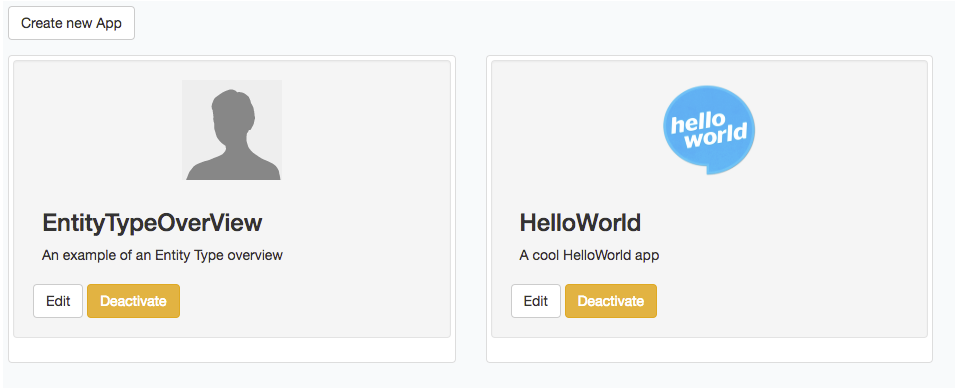 Create new App
hello
world
EntityTypeOverView
An example of an Entity Type overview
Edit
Deactivate
HelloWorld
A cool HelloWorld app
Edit
Deactivate